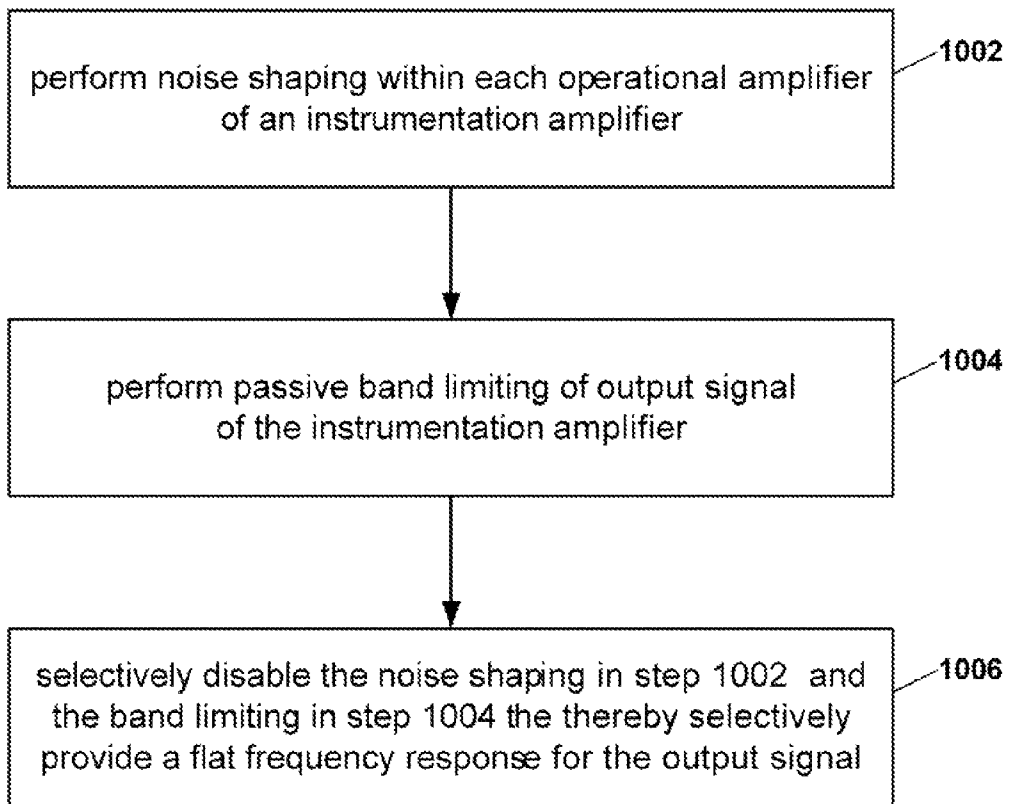 perform noise shaping within each operational amplifier
of an instrumentation amplifier
1002
perform passive band limiting of output signal
of the instrumentation amplifier
1004
selectively disable the noise shaping in step 1002 and
the band limiting in step 1004 the thereby selectively
provide a flat frequency response for the output signal
1006